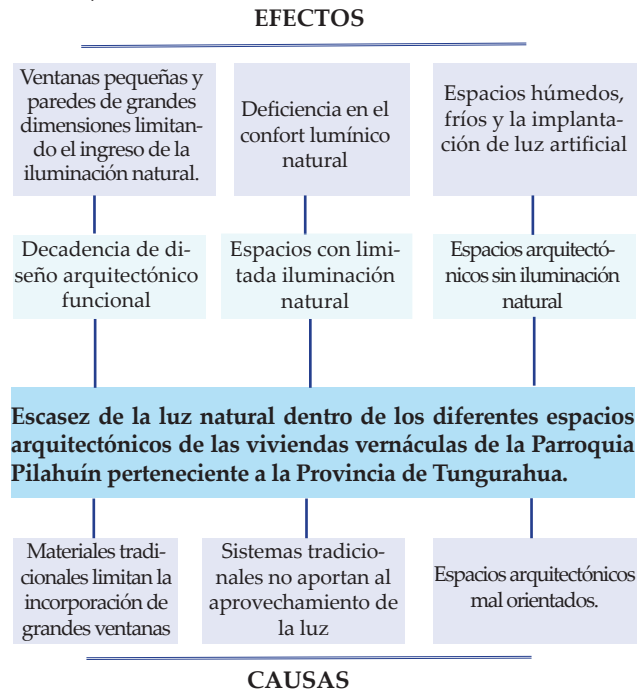 EFECTOS
Ventanas pequeñas y
paredes de grandes
dimensiones limitan-
do el ingreso de la
iluminación natural.
Deficiencia en el
confort lumínico
natural
Espacios húmedos,
fríos y la implanta-
ción de luz artificial
Decadencia de di-
seño arquitectónico
funcional
Espacios con limi-
tada iluminación
natural
Espacios arquitectó-
nicos sin iluminación
natural
Escasez de la luz natural dentro de los diferentes espacios
arquitectónicos de las viviendas vernáculas de la Parroquia
Pilahuín perteneciente a la Provincia de Tungurahua.
Materiales tradi-
cionales limitan la
incorporación de
grandes ventanas
Sistemas tradicio-
nales no aportan al
aprovechamiento de
la luz
Espacios arquitectónicos
mal orientados.
CAUSAS